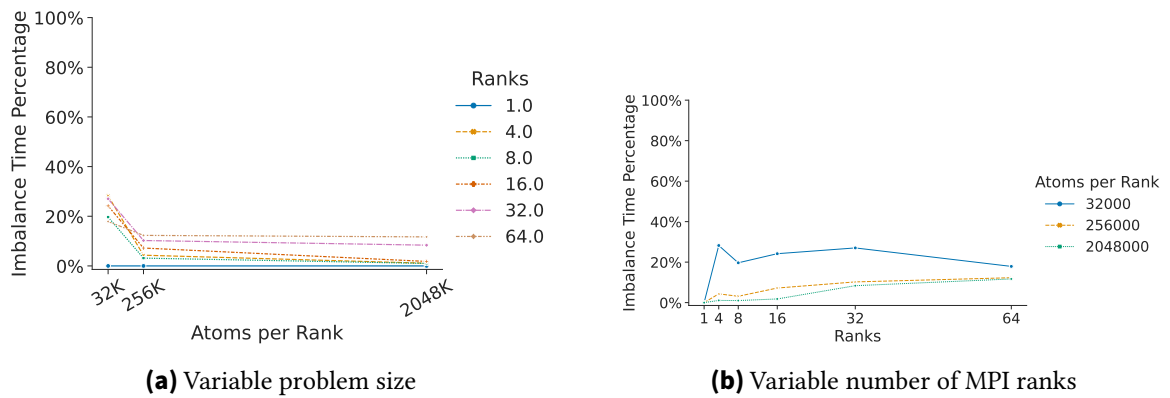 Imbalance Time Percentage
100%
80%
60%
40%
20%
0%
32K
256K
2048K
Atoms per Rank
Ranks
1.0
4.0
8.0
16.0
32.0
64.0
(a) Variable problem size
Imbalance Time Percentage
100%
80%
60%
40%
20%
0%
1 4 8 16 32 64
Ranks
Atoms per Rank
32000
256000
2048000
(b) Variable number of MPI ranks